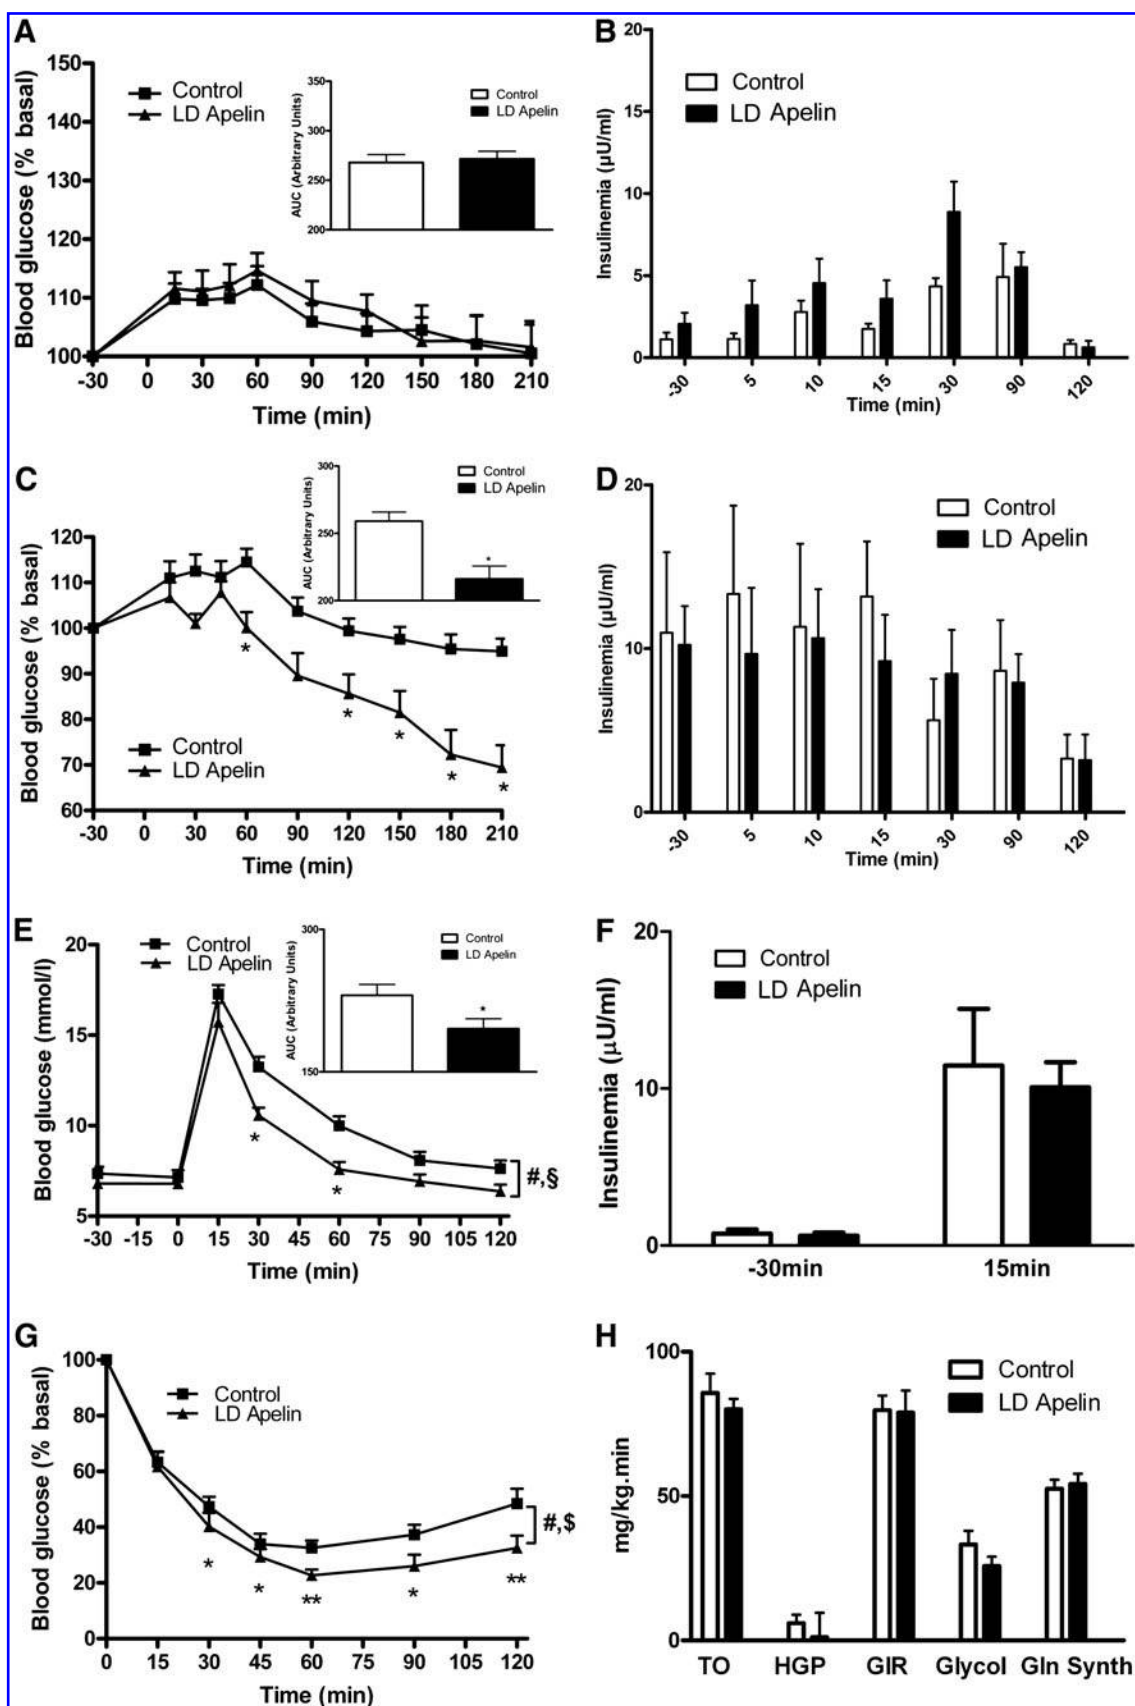 A
Blood glucose (% basal)
150
140
130
120
110
100
Control
LD Apelin
AUC (Arbitrary Units)
350
300
250
200
Control
LD Apelin
-30 0 30 60 90 120 150 180 210
Time (min)
B
Insulinemia (µU/ml)
20
15
10
5
0
Control
LD Apelin
-30 5 10 15 30 90 120
Time (min)
C
Blood glucose (% basal)
120
110
100
90
80
70
60
AUC (Arbitrary Units)
300
250
200
Control
LD Apelin
*
* * * * *
Control
LD Apelin
-30 0 30 60 90 120 150 180 210
Time (min)
D
Insulinemia (µU/ml)
20
10
0
Control
LD Apelin
-30 5 10 15 30 90 120
Time (min)
E
Blood glucose (mmol/l)
20
15
10
5
Control
LD Apelin
AUC (Arbitrary Units)
300
150
Control
LD Apelin
*
* *
#,§
-30 -15 0 15 30 45 60 75 90 105 120
Time (min)
F
Insulinemia (µU/ml)
20
10
0
Control
LD Apelin
-30min 15min
G
Blood glucose (% basal)
100
80
60
40
20
0
Control
LD Apelin
#,$
* * ** * **
0 15 30 45 60 75 90 105 120
Time (min)
H
mg/kg.min
100
50
0
Control
LD Apelin
TO HGP GIR Glycol Gln Synth